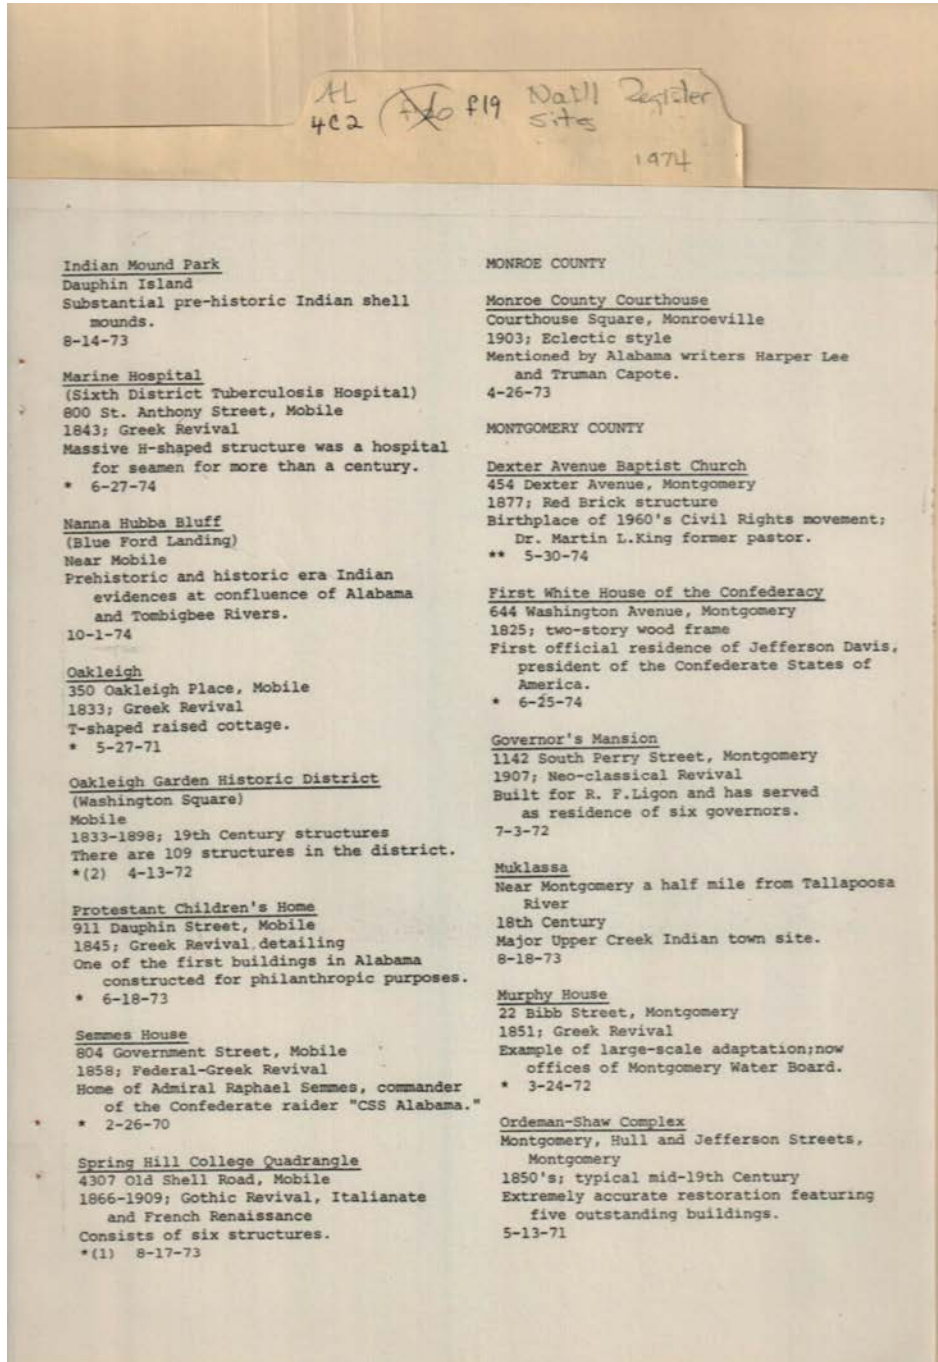 AL
4C2 f19 Nat'll Register
Sites
1974
Indian Mound Park
Dauphin Island
Substantial pre-historic Indian shell
mounds.
8-14-73
Marine Hospital
(Sixth District Tuberculosis Hospital)
800 St. Anthony Street, Mobile
1843; Greek Revival
Massive H-shaped structure was a hospital
for seamen for more than a century.
* 6-27-74
Nanna Hubba Bluff
(Blue Ford Landing)
Near Mobile
Prehistoric and historic era Indian
evidences at confluence of Alabama
and Tombigbee Rivers.
10-1-74
Oakleigh
350 Oakleigh Place, Mobile
1833; Greek Revival
T-shaped raised cottage.
* 5-27-71
Oakleigh Garden Historic District
(Washington Square)
Mobile
1833-1898; 19th Century structures
There are 109 structures in the district.
*(2) 4-13-72
Protestant Children's Home
911 Dauphin Street, Mobile
1845; Greek Revival detailing
One of the first buildings in Alabama
constructed for philanthropic purposes.
* 6-18-73
Semmes House
804 Government Street, Mobile
1858; Federal-Greek Revival
Home of Admiral Raphael Semmes, commander
of the Confederate raider "CSS Alabama."
* 2-26-70
Spring Hill College Quadrangle
4307 Old Shell Road, Mobile
1866-1909; Gothic Revival, Italianate
and French Renaissance
Consists of six structures.
*(1) 8-17-73
MONROE COUNTY
Monroe County Courthouse
Courthouse Square, Monroeville
1903; Eclectic style
Mentioned by Alabama writers Harper Lee
and Truman Capote.
4-26-73
MONTGOMERY COUNTY
Dexter Avenue Baptist Church
454 Dexter Avenue, Montgomery
1877; Red Brick structure
Birthplace of 1960's Civil Rights movement;
Dr. Martin L.King former pastor.
** 5-30-74
First White House of the Confederacy
644 Washington Avenue, Montgomery
1825; two-story wood frame
First official residence of Jefferson Davis,
president of the Confederate States of
America.
* 6-25-74
Governor's Mansion
1142 South Perry Street, Montgomery
1907; Neo-classical Revival
Built for R. F.Ligon and has served
as residence of six governors.
7-3-72
Muklassa
Near Montgomery a half mile from Tallapoosa
River
18th Century
Major Upper Creek Indian town site.
8-18-73
Murphy House
22 Bibb Street, Montgomery
1851; Greek Revival
Example of large-scale adaptation;now
offices of Montgomery Water Board.
* 3-24-72
Ordeman-Shaw Complex
Montgomery, Hull and Jefferson Streets,
Montgomery
1850's; typical mid-19th Century
Extremely accurate restoration featuring
five outstanding buildings.
5-13-71